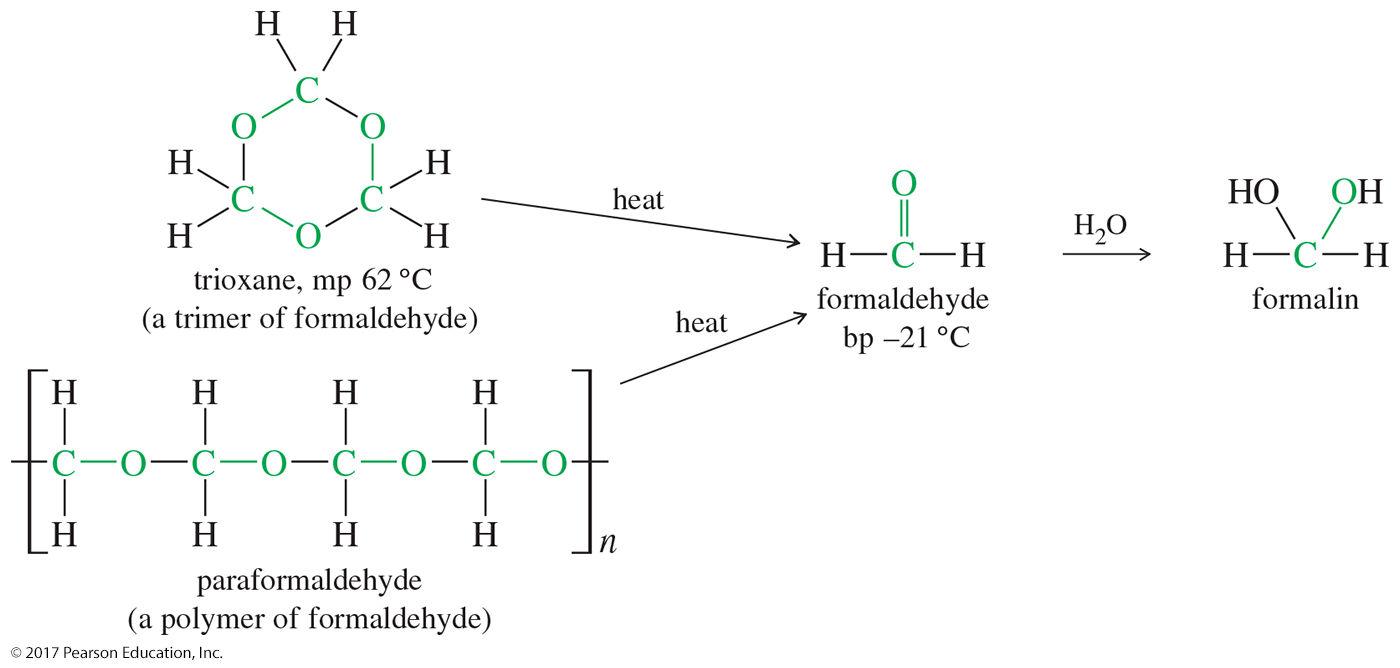 H H
C
O O
H H
C C
H O H
trioxane, mp 62 °C
(a trimer of formaldehyde)
heat
heat
O
H—C—H
formaldehyde
bp –21 °C
H₂O
HO OH
H—C—H
formalin
H H H H
C—O—C—O—C—O—C—O
H H H H
n
paraformaldehyde
(a polymer of formaldehyde)
© 2017 Pearson Education, Inc.